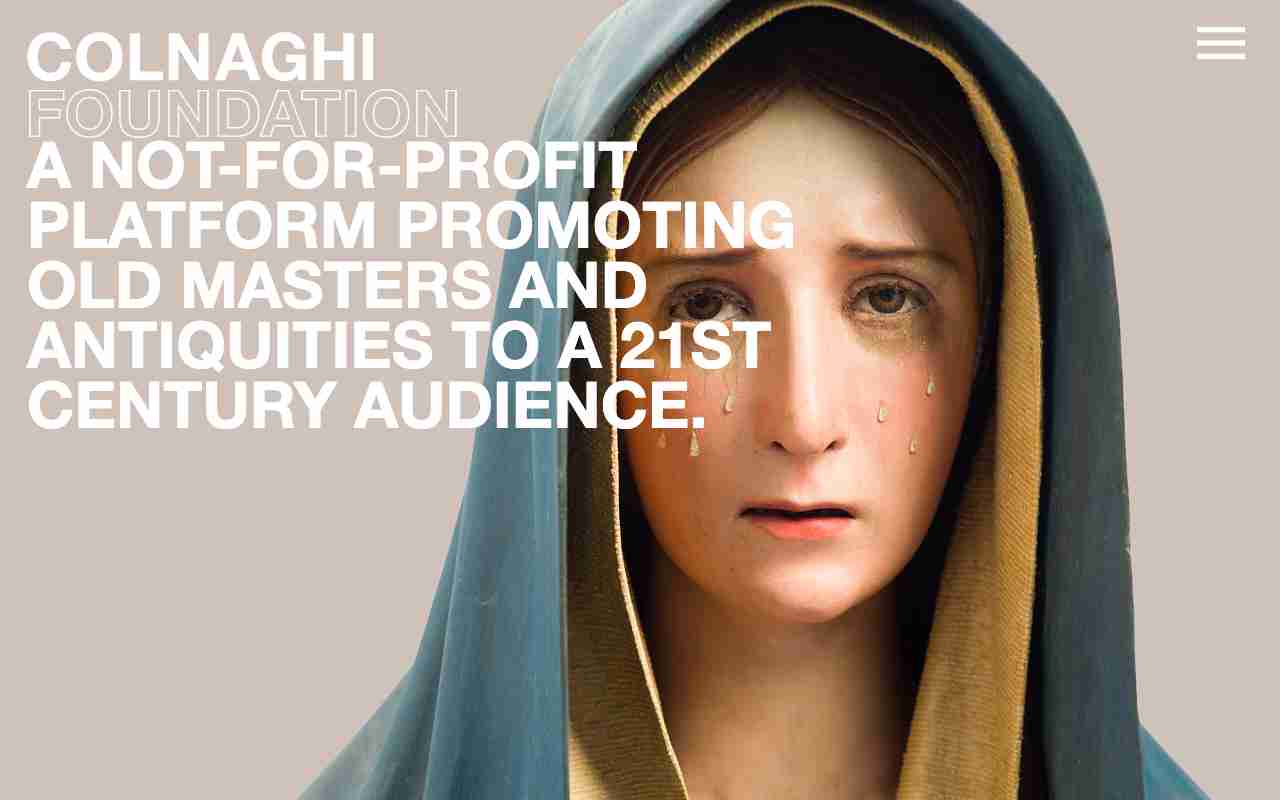 COLNAGHI
FOUNDATION
A NOT-FOR-PROFIT
PLATFORM PROMOTING
OLD MASTERS AND
ANTIQUITIES TO A 21ST
CENTURY AUDIENCE.